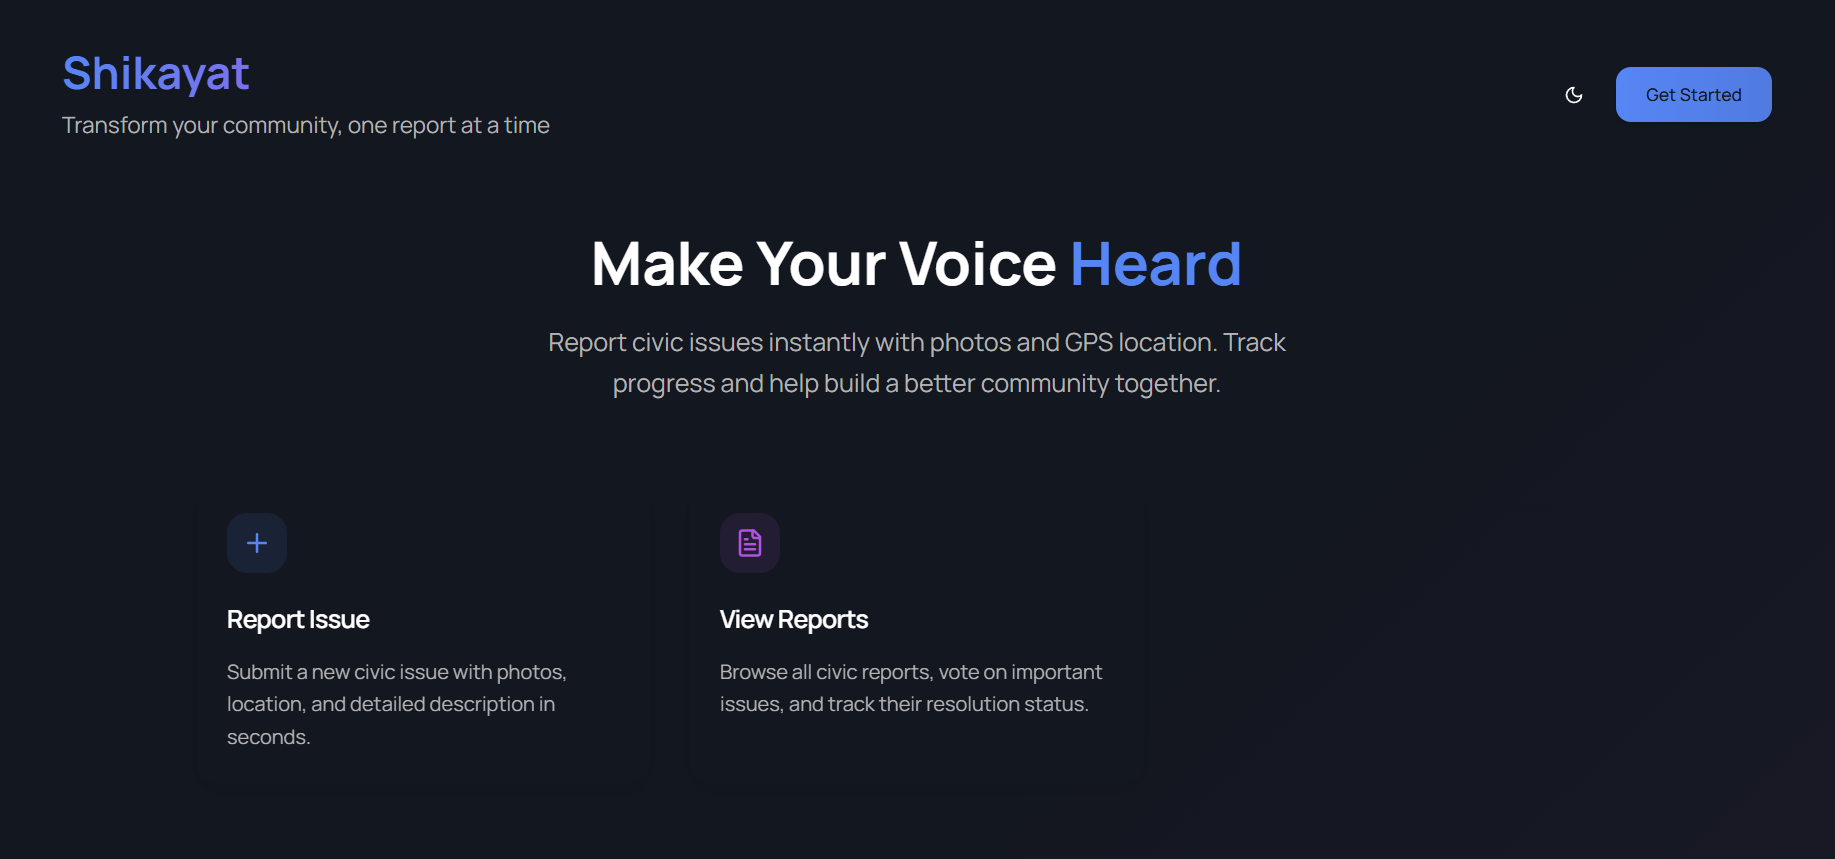 Shikayat
Transform your community, one report at a time
Get Started
Make Your Voice Heard
Report civic issues instantly with photos and GPS location. Track
progress and help build a better community together.
Report Issue
Submit a new civic issue with photos,
location, and detailed description in
seconds.
View Reports
Browse all civic reports, vote on important
issues, and track their resolution status.